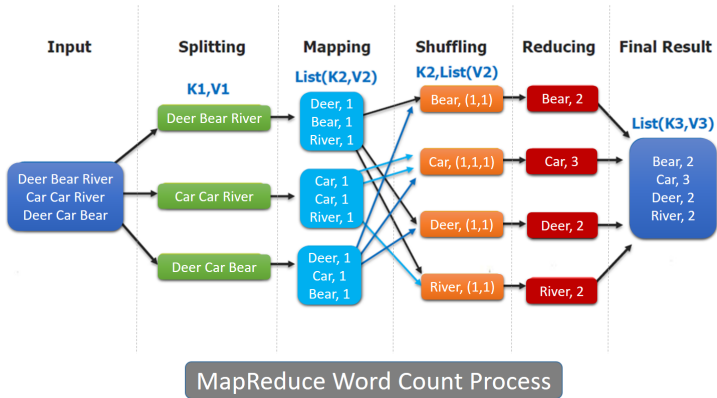 Input
Splitting
Mapping
Shuffling
Reducing
Final Result
K1,V1
List(K2,V2)
K2,List(V2)
List(K3,V3)
Deer Bear River
Car Car River
Deer Car Bear
Deer Bear River
Car Car River
Deer Car Bear
Deer, 1
Bear, 1
River, 1
Car, 1
Car, 1
River, 1
Deer, 1
Car, 1
Bear, 1
Bear, (1,1)
Car, (1,1,1)
Deer, (1,1)
River, (1,1)
Bear, 2
Car, 3
Deer, 2
River, 2
Bear, 2
Car, 3
Deer, 2
River, 2
MapReduce Word Count Process